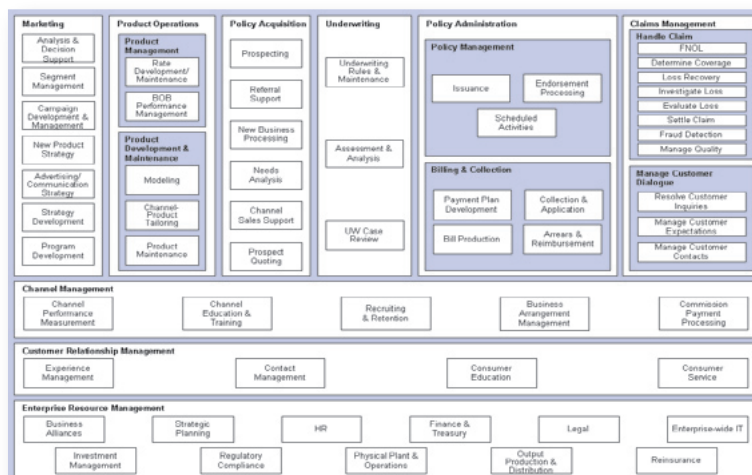 Marketing
Analysis &
Decision
Support
Segment
Management
Campaign
Development &
Management
New Product
Strategy
Advertising/
Communication
Strategy
Strategy
Development
Program
Development
Product Operations
Product
Management
Rate
Development/
Maintenance
BOB
Performance
Management
Product
Development &
Maintenance
Modeling
Channel-
Product
Tailoring
Product
Maintenance
Policy Acquisition
Prospecting
Referral
Support
New Business
Processing
Needs
Analysis
Channel
Sales Support
Prospect
Quoting
Underwriting
Underwriting
Rules &
Maintenance
Assessment &
Analysis
UW Case
Review
Policy Administration
Policy Management
Issuance
Endorsement
Processing
Scheduled
Activities
Billing & Collection
Payment Plan
Development
Collection &
Application
Bill Production
Arrears &
Reimbursement
Claims Management
Handle Claim
FNOL
Determine Coverage
Loss Recovery
Investigate Loss
Evaluate Loss
Settle Claim
Fraud Detection
Manage Quality
Manage Customer
Dialogue
Resolve Customer
Inquiries
Manage Customer
Expectations
Manage Customer
Contacts
Channel Management
Channel
Performance
Measurement
Channel
Education &
Training
Recruiting
& Retention
Business
Arrangement
Management
Commission
Payment
Processing
Customer Relationship Management
Experience
Management
Contact
Management
Consumer
Education
Consumer
Service
Enterprise Resource Management
Business
Alliances
Strategic
Planning
HR
Finance &
Treasury
Legal
Enterprise-wide IT
Investment
Management
Regulatory
Compliance
Physical Plant &
Operations
Output
Production &
Distribution
Reinsurance